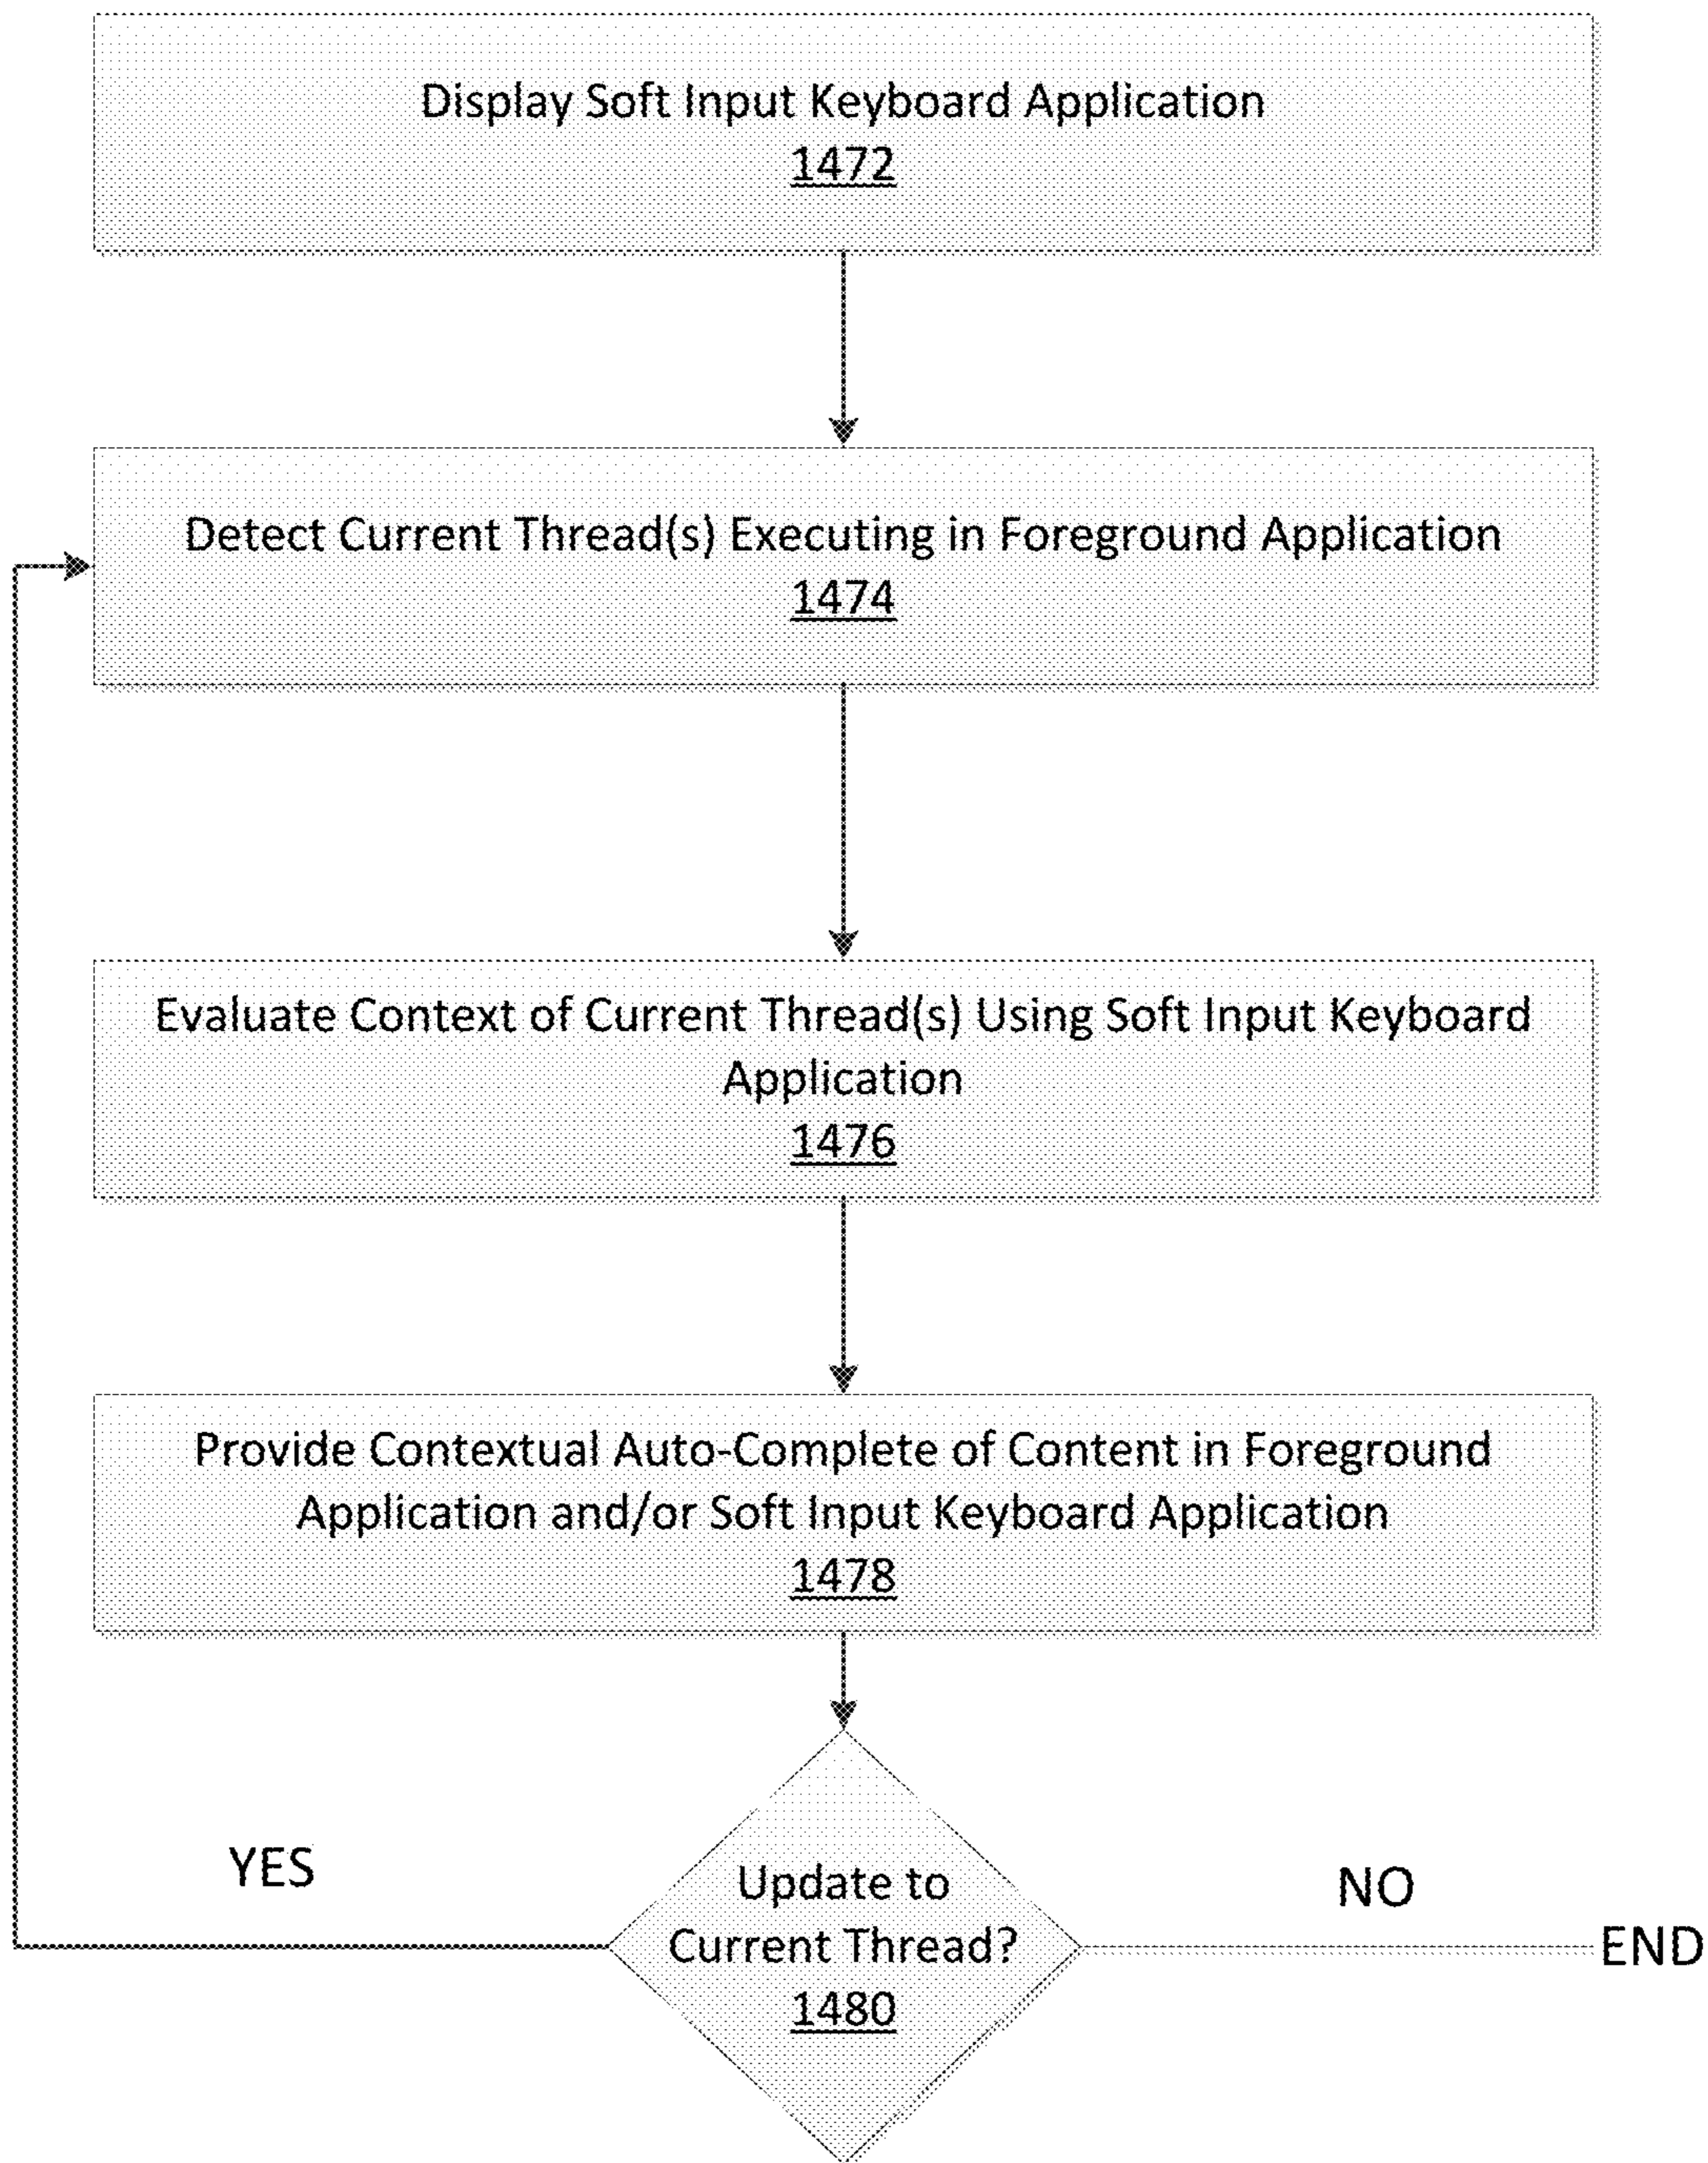 Display Soft Input Keyboard Application
1472
Detect Current Thread(s) Executing in Foreground Application
1474
Evaluate Context of Current Thread(s) Using Soft Input Keyboard
Application
1476
Provide Contextual Auto-Complete of Content in Foreground
Application and/or Soft Input Keyboard Application
1478
YES
Update to
Current Thread?
1480
NO
END